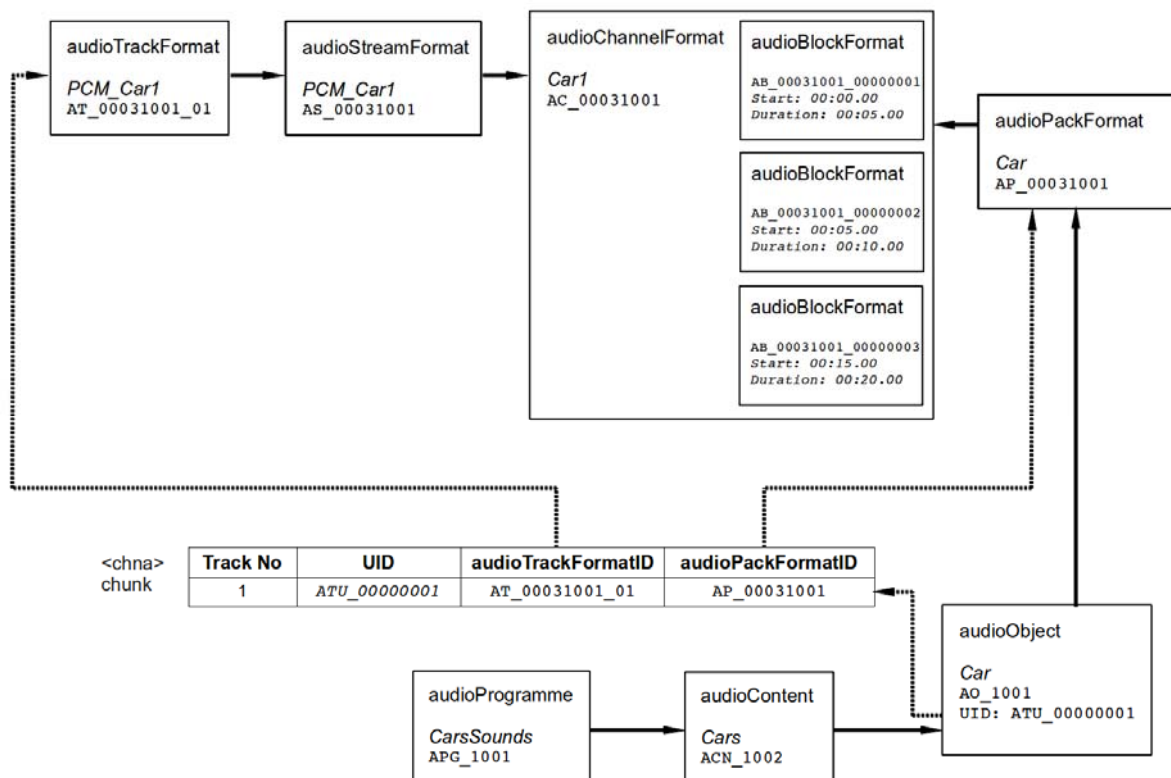 audioTrackFormat
PCM_Car1
AT_00031001_01
audioStreamFormat
PCM_Car1
AS_00031001
audioChannelFormat
Car1
AC_00031001
audioBlockFormat
AB_00031001_00000001
Start: 00:00.00
Duration: 00:05.00
audioBlockFormat
AB_00031001_00000002
Start: 00:05.00
Duration: 00:10.00
audioBlockFormat
AB_00031001_00000003
Start: 00:15.00
Duration: 00:20.00
audioPackFormat
Car
AP_00031001
<chna>
chunk
Track No UID audioTrackFormatID audioPackFormatID
1 ATU_00000001 AT_00031001_01 AP_00031001
audioObject
Car
AO_1001
UID: ATU_00000001
audioProgramme
CarsSounds
APG_1001
audioContent
Cars
ACN_1002